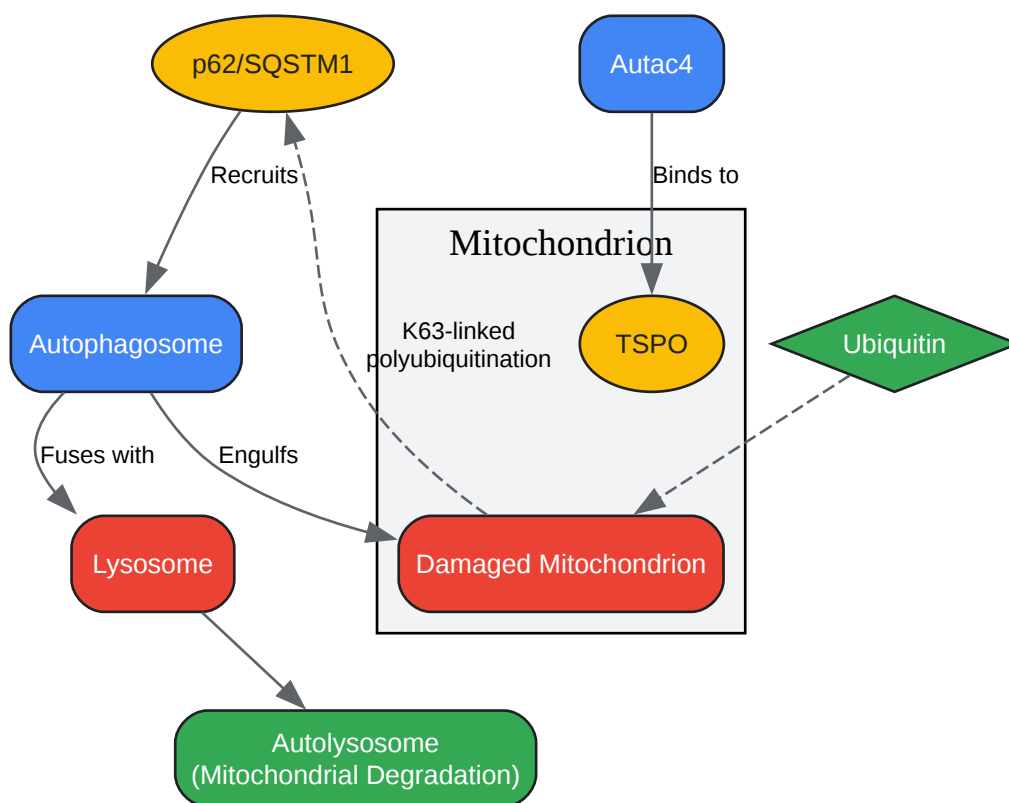 p62/SQSTM1
Autac4
Recruits
Binds to
Mitochondrion
Autophagosome
K63-linked
polyubiquitination
TSPO
Ubiquitin
Fuses with
Engulfs
Lysosome
Damaged Mitochondrion
Autolysosome
(Mitochondrial Degradation)